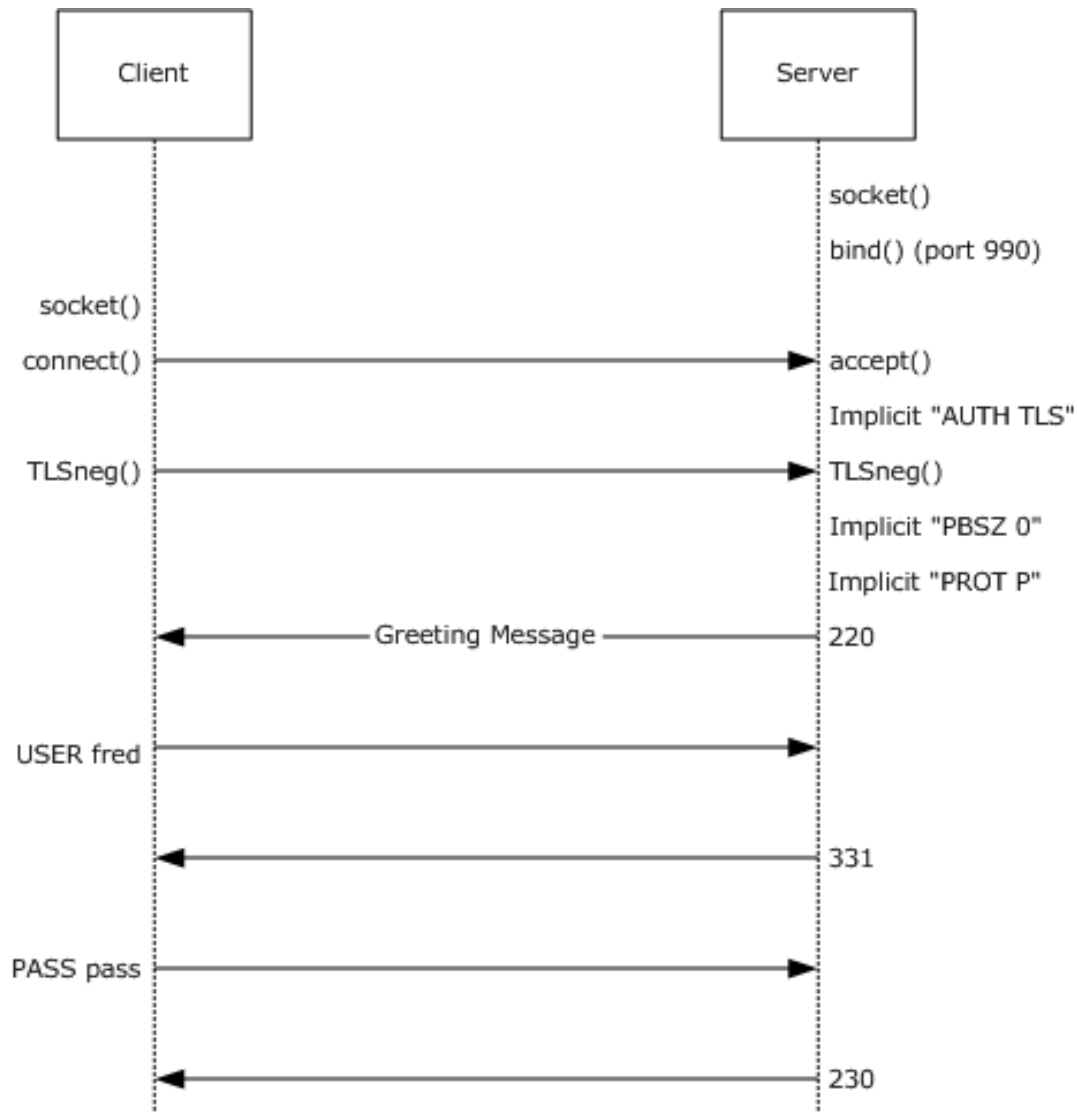 Client Server
socket()
bind() (port 990)
socket()
connect() accept()
Implicit "AUTH TLS"
TLSneg() TLSneg()
Implicit "PBSZ 0"
Implicit "PROT P"
Greeting Message 220
USER fred
331
PASS pass
230